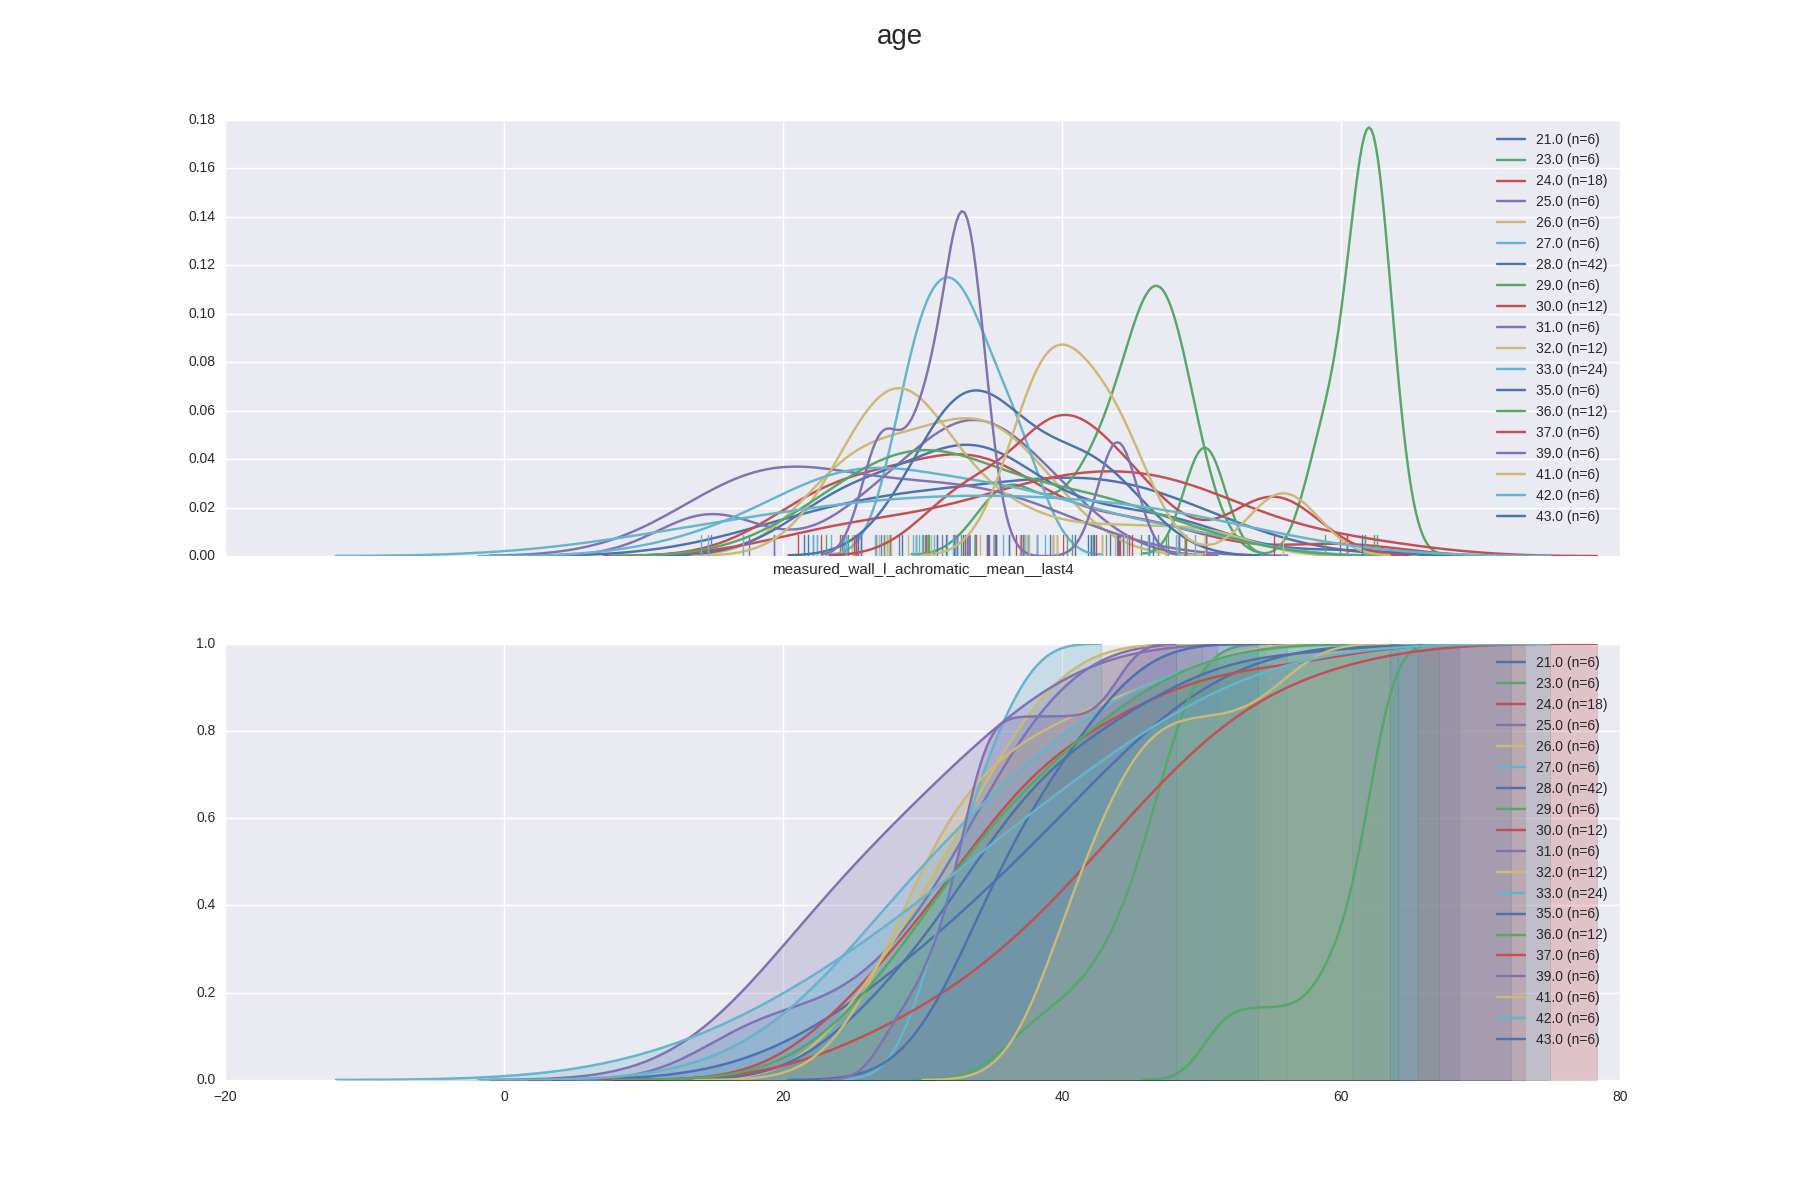 age
0.18
0.16
0.14
0.12
0.10
0.08
0.06
0.04
0.02
0.00
−20
0
20
40
60
80
21.0 (n=6)
23.0 (n=6)
24.0 (n=18)
25.0 (n=6)
26.0 (n=6)
27.0 (n=6)
28.0 (n=42)
29.0 (n=6)
30.0 (n=12)
31.0 (n=6)
32.0 (n=12)
33.0 (n=24)
35.0 (n=6)
36.0 (n=12)
37.0 (n=6)
39.0 (n=6)
41.0 (n=6)
42.0 (n=6)
43.0 (n=6)
measured_wall_l_achromatic__mean__last4
1.0
0.8
0.6
0.4
0.2
0.0
21.0 (n=6)
23.0 (n=6)
24.0 (n=18)
25.0 (n=6)
26.0 (n=6)
27.0 (n=6)
28.0 (n=42)
29.0 (n=6)
30.0 (n=12)
31.0 (n=6)
32.0 (n=12)
33.0 (n=24)
35.0 (n=6)
36.0 (n=12)
37.0 (n=6)
39.0 (n=6)
41.0 (n=6)
42.0 (n=6)
43.0 (n=6)